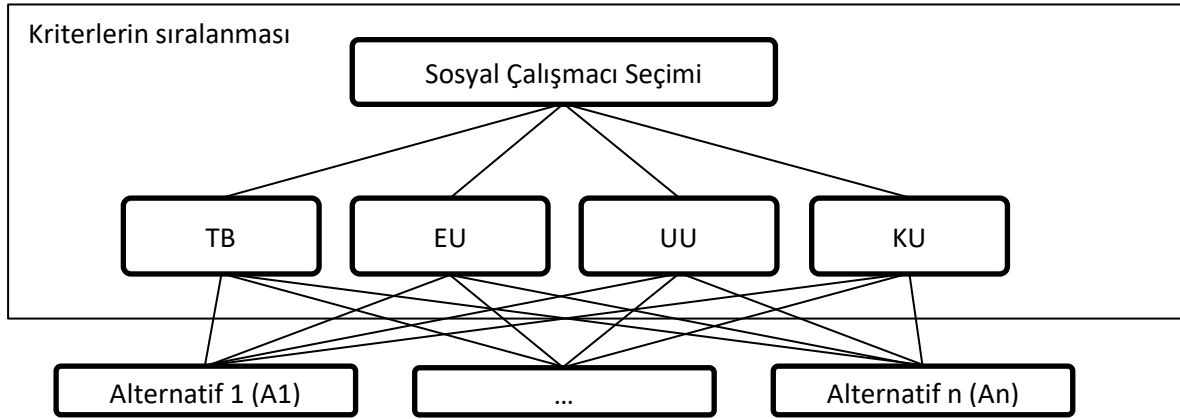 Kriterlerin sıralanması
Sosyal Çalışmacı Seçimi
TB
EU
UU
KU
Alternatif 1 (A1)
...
Alternatif n (An)